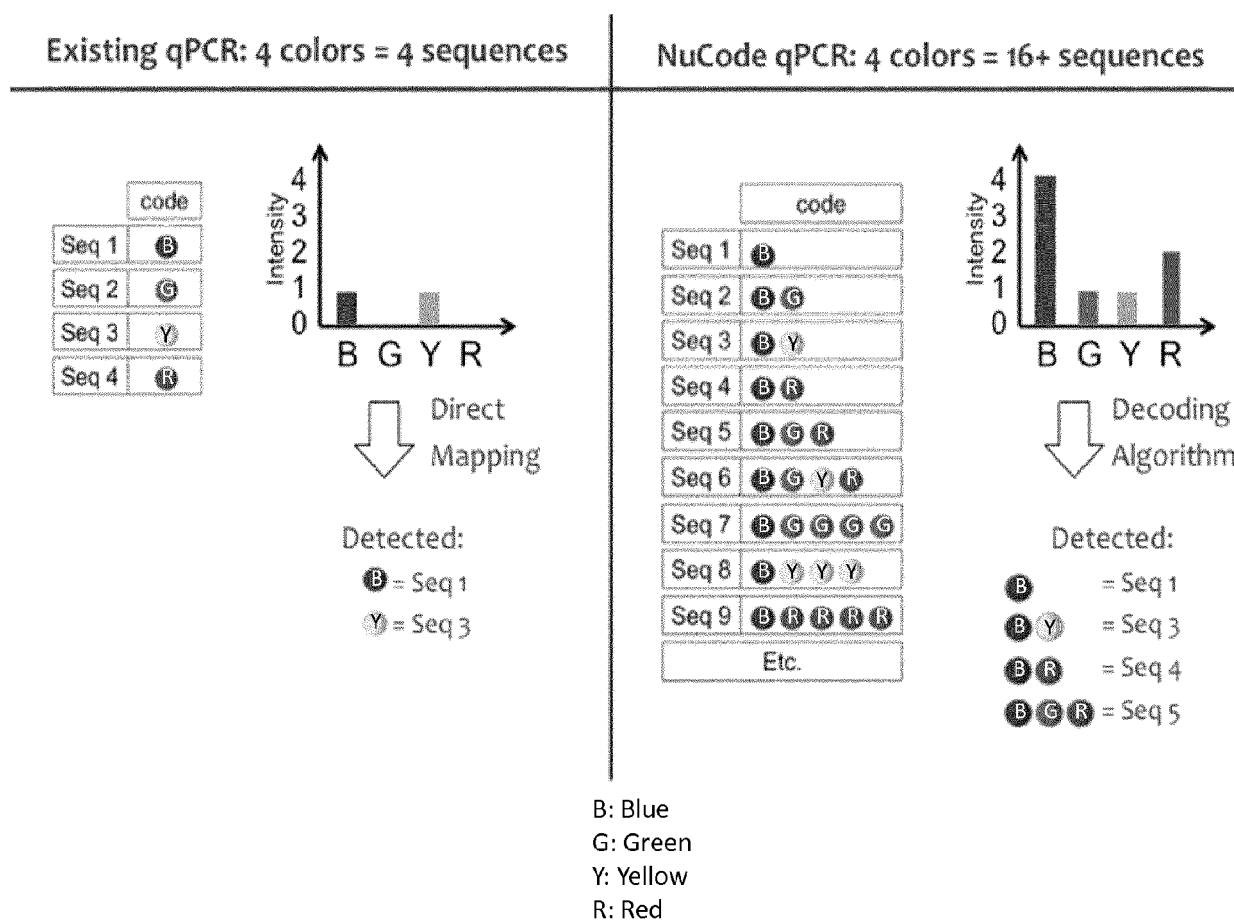 Existing qPCR: 4 colors = 4 sequences
code
Seq 1 B
Seq 2 G
Seq 3 Y
Seq 4 R
Intensity
4
3
2
1
0
B G Y R
Direct
Mapping
Detected:
B = Seq 1
Y = Seq 3
NuCode qPCR: 4 colors = 16+ sequences
code
Seq 1 B
Seq 2 B G
Seq 3 B Y
Seq 4 B R
Seq 5 B G R
Seq 6 B G Y R
Seq 7 B G G G G
Seq 8 B Y Y Y
Seq 9 B R R R R
Etc.
Intensity
4
3
2
1
0
B G Y R
Decoding
Algorithm
Detected:
B = Seq 1
B Y = Seq 3
B R = Seq 4
B G R = Seq 5
B: Blue
G: Green
Y: Yellow
R: Red